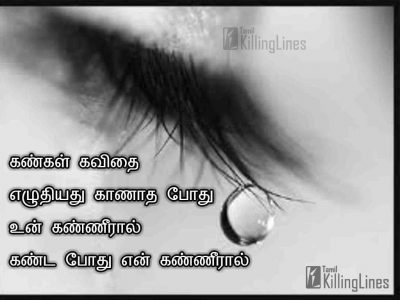 Tamil
KillingLines
கண்கள் கவிதை
எழுதியது காணாத போது
உன் கண்ணீரால்
கண்ட போது என் கண்ணீரால்
Tamil
KillingLines